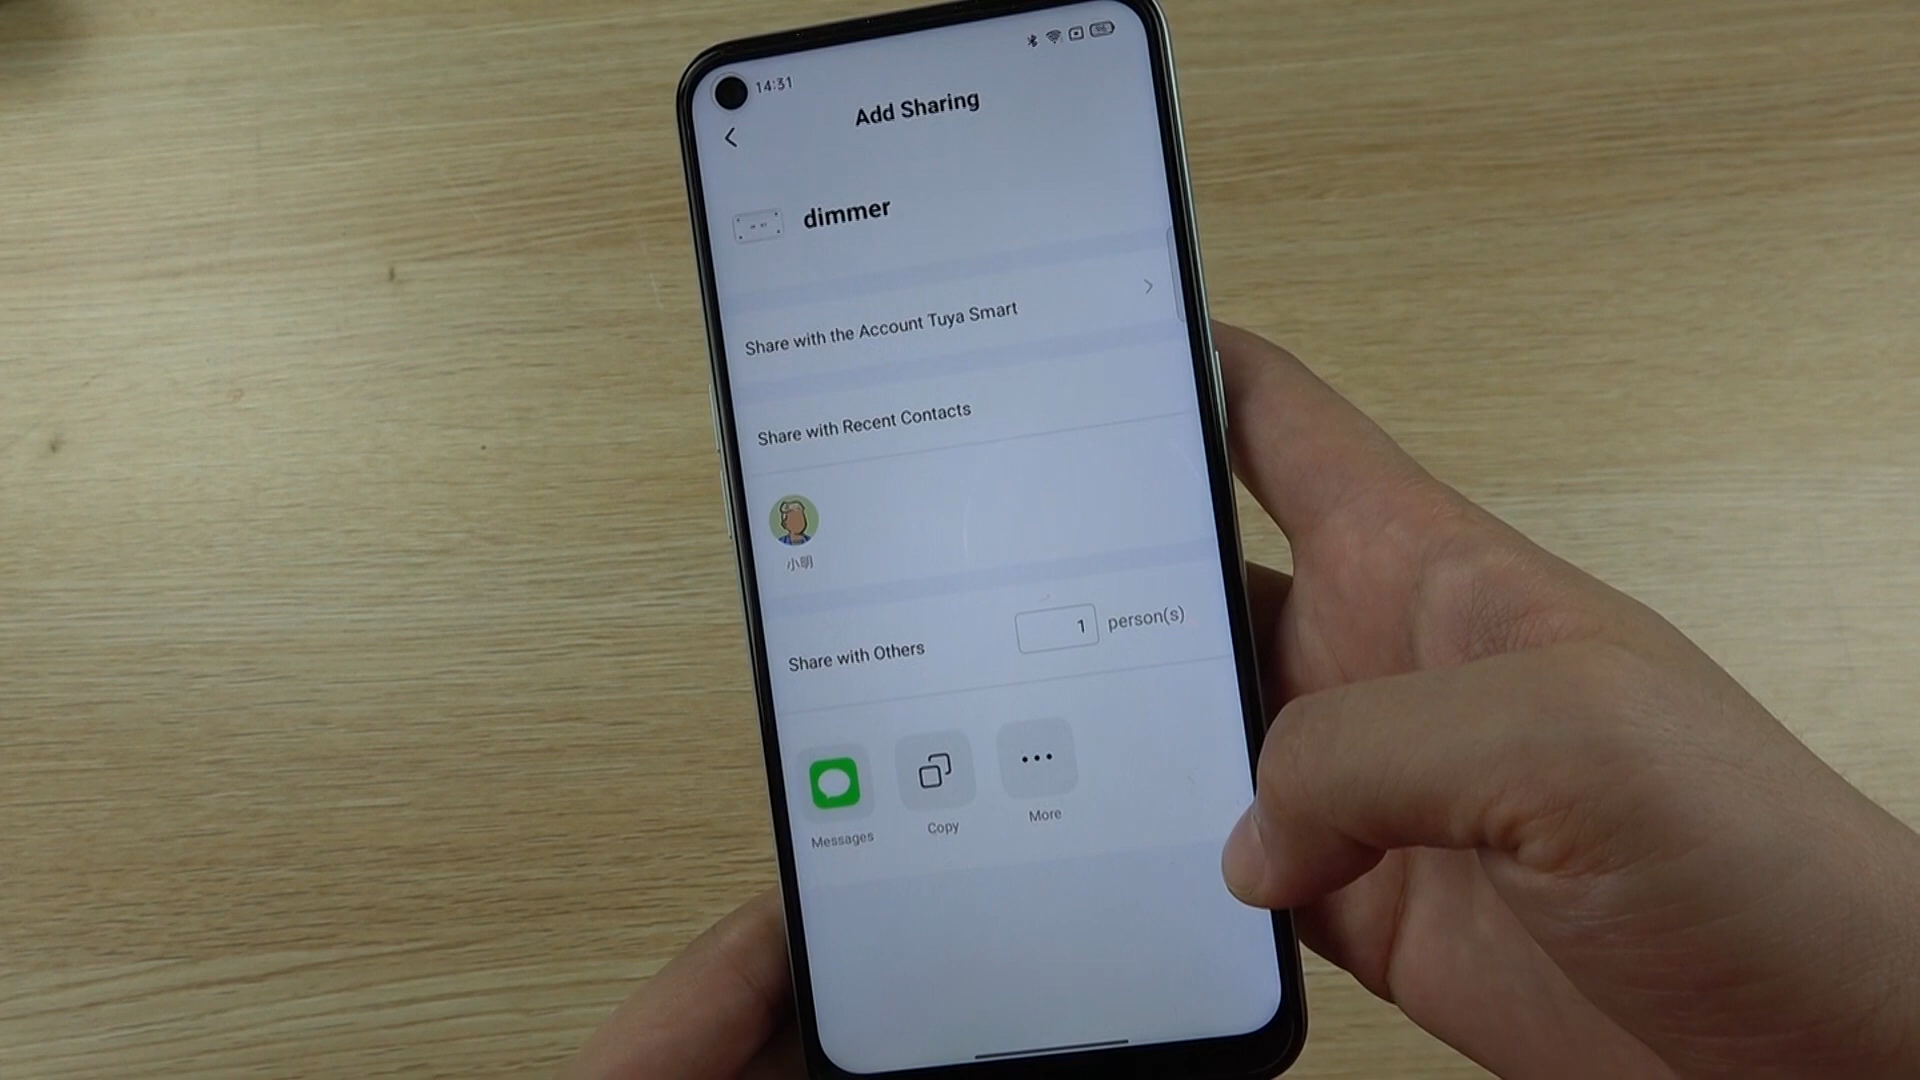 14:31
Add Sharing
dimmer
Share with the Account Tuya Smart
Share with Recent Contacts
小明
Share with Others
1 person(s)
Messages
Copy
More